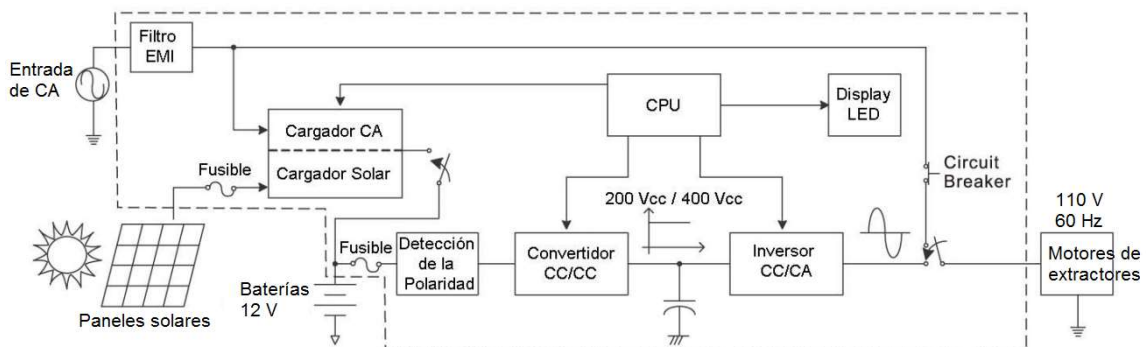 Filtro
EMI
Entrada
de CA
CPU
Display
LED
Cargador CA
Cargador Solar
Fusible
Circuit
Breaker
200 Vcc / 400 Vcc
110 V
60 Hz
Fusible
Detección
de la
Polaridad
Convertidor
CC/CC
Inversor
CC/CA
Motores de
extractores
Baterías
12 V
Paneles solares